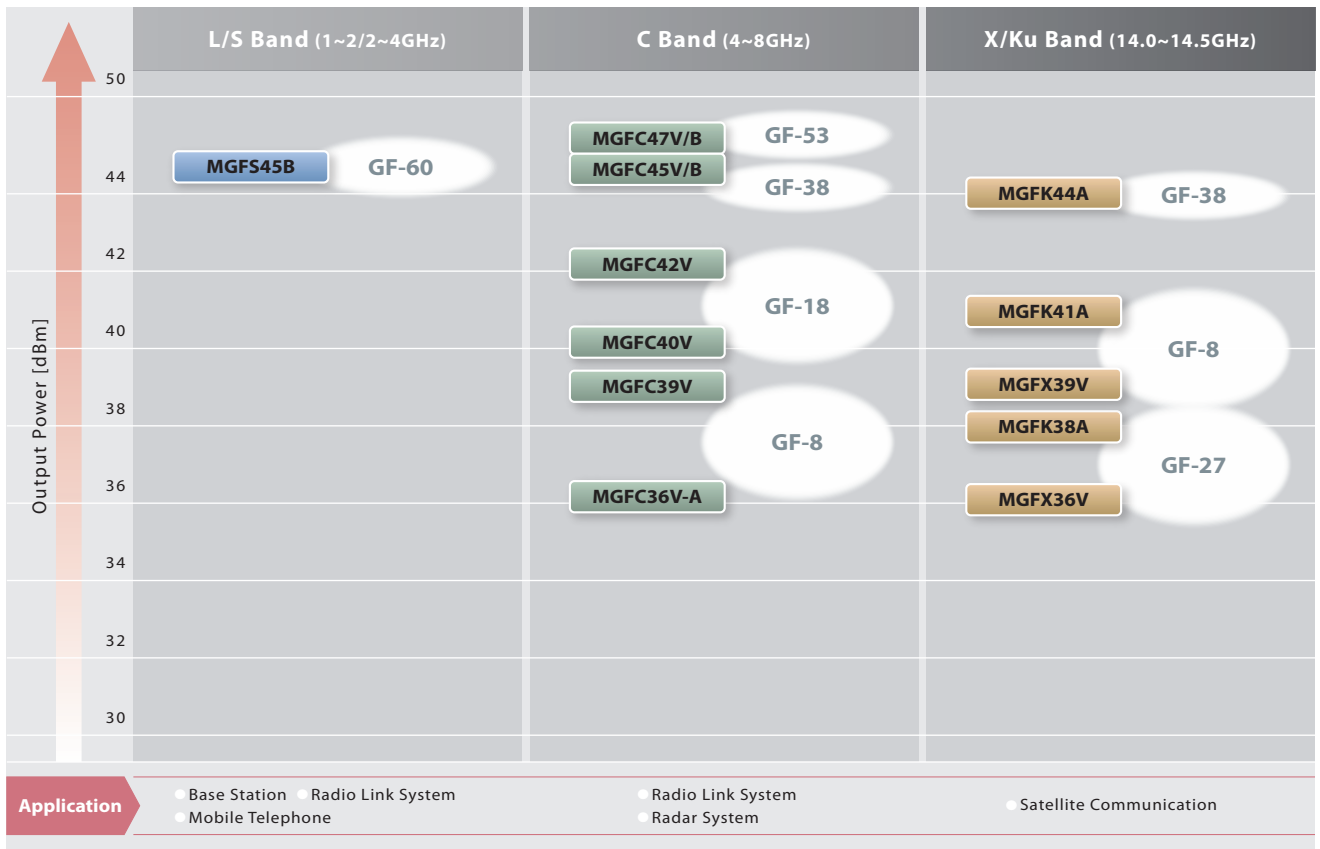 L/S Band (1~2/2~4GHz)
C Band (4~8GHz)
X/Ku Band (14.0~14.5GHz)
Output Power [dBm]
50
44
42
40
38
36
34
32
30
MGFS45B
GF-60
MGFC47V/B
GF-53
MGFC45V/B
GF-38
MGFC42V
GF-18
MGFC40V
MGFC39V
GF-8
MGFC36V-A
MGFK44A
GF-38
MGFK41A
GF-8
MGFX39V
MGFK38A
GF-27
MGFX36V
Application
Base Station Radio Link System
Mobile Telephone
Radio Link System
Radar System
Satellite Communication